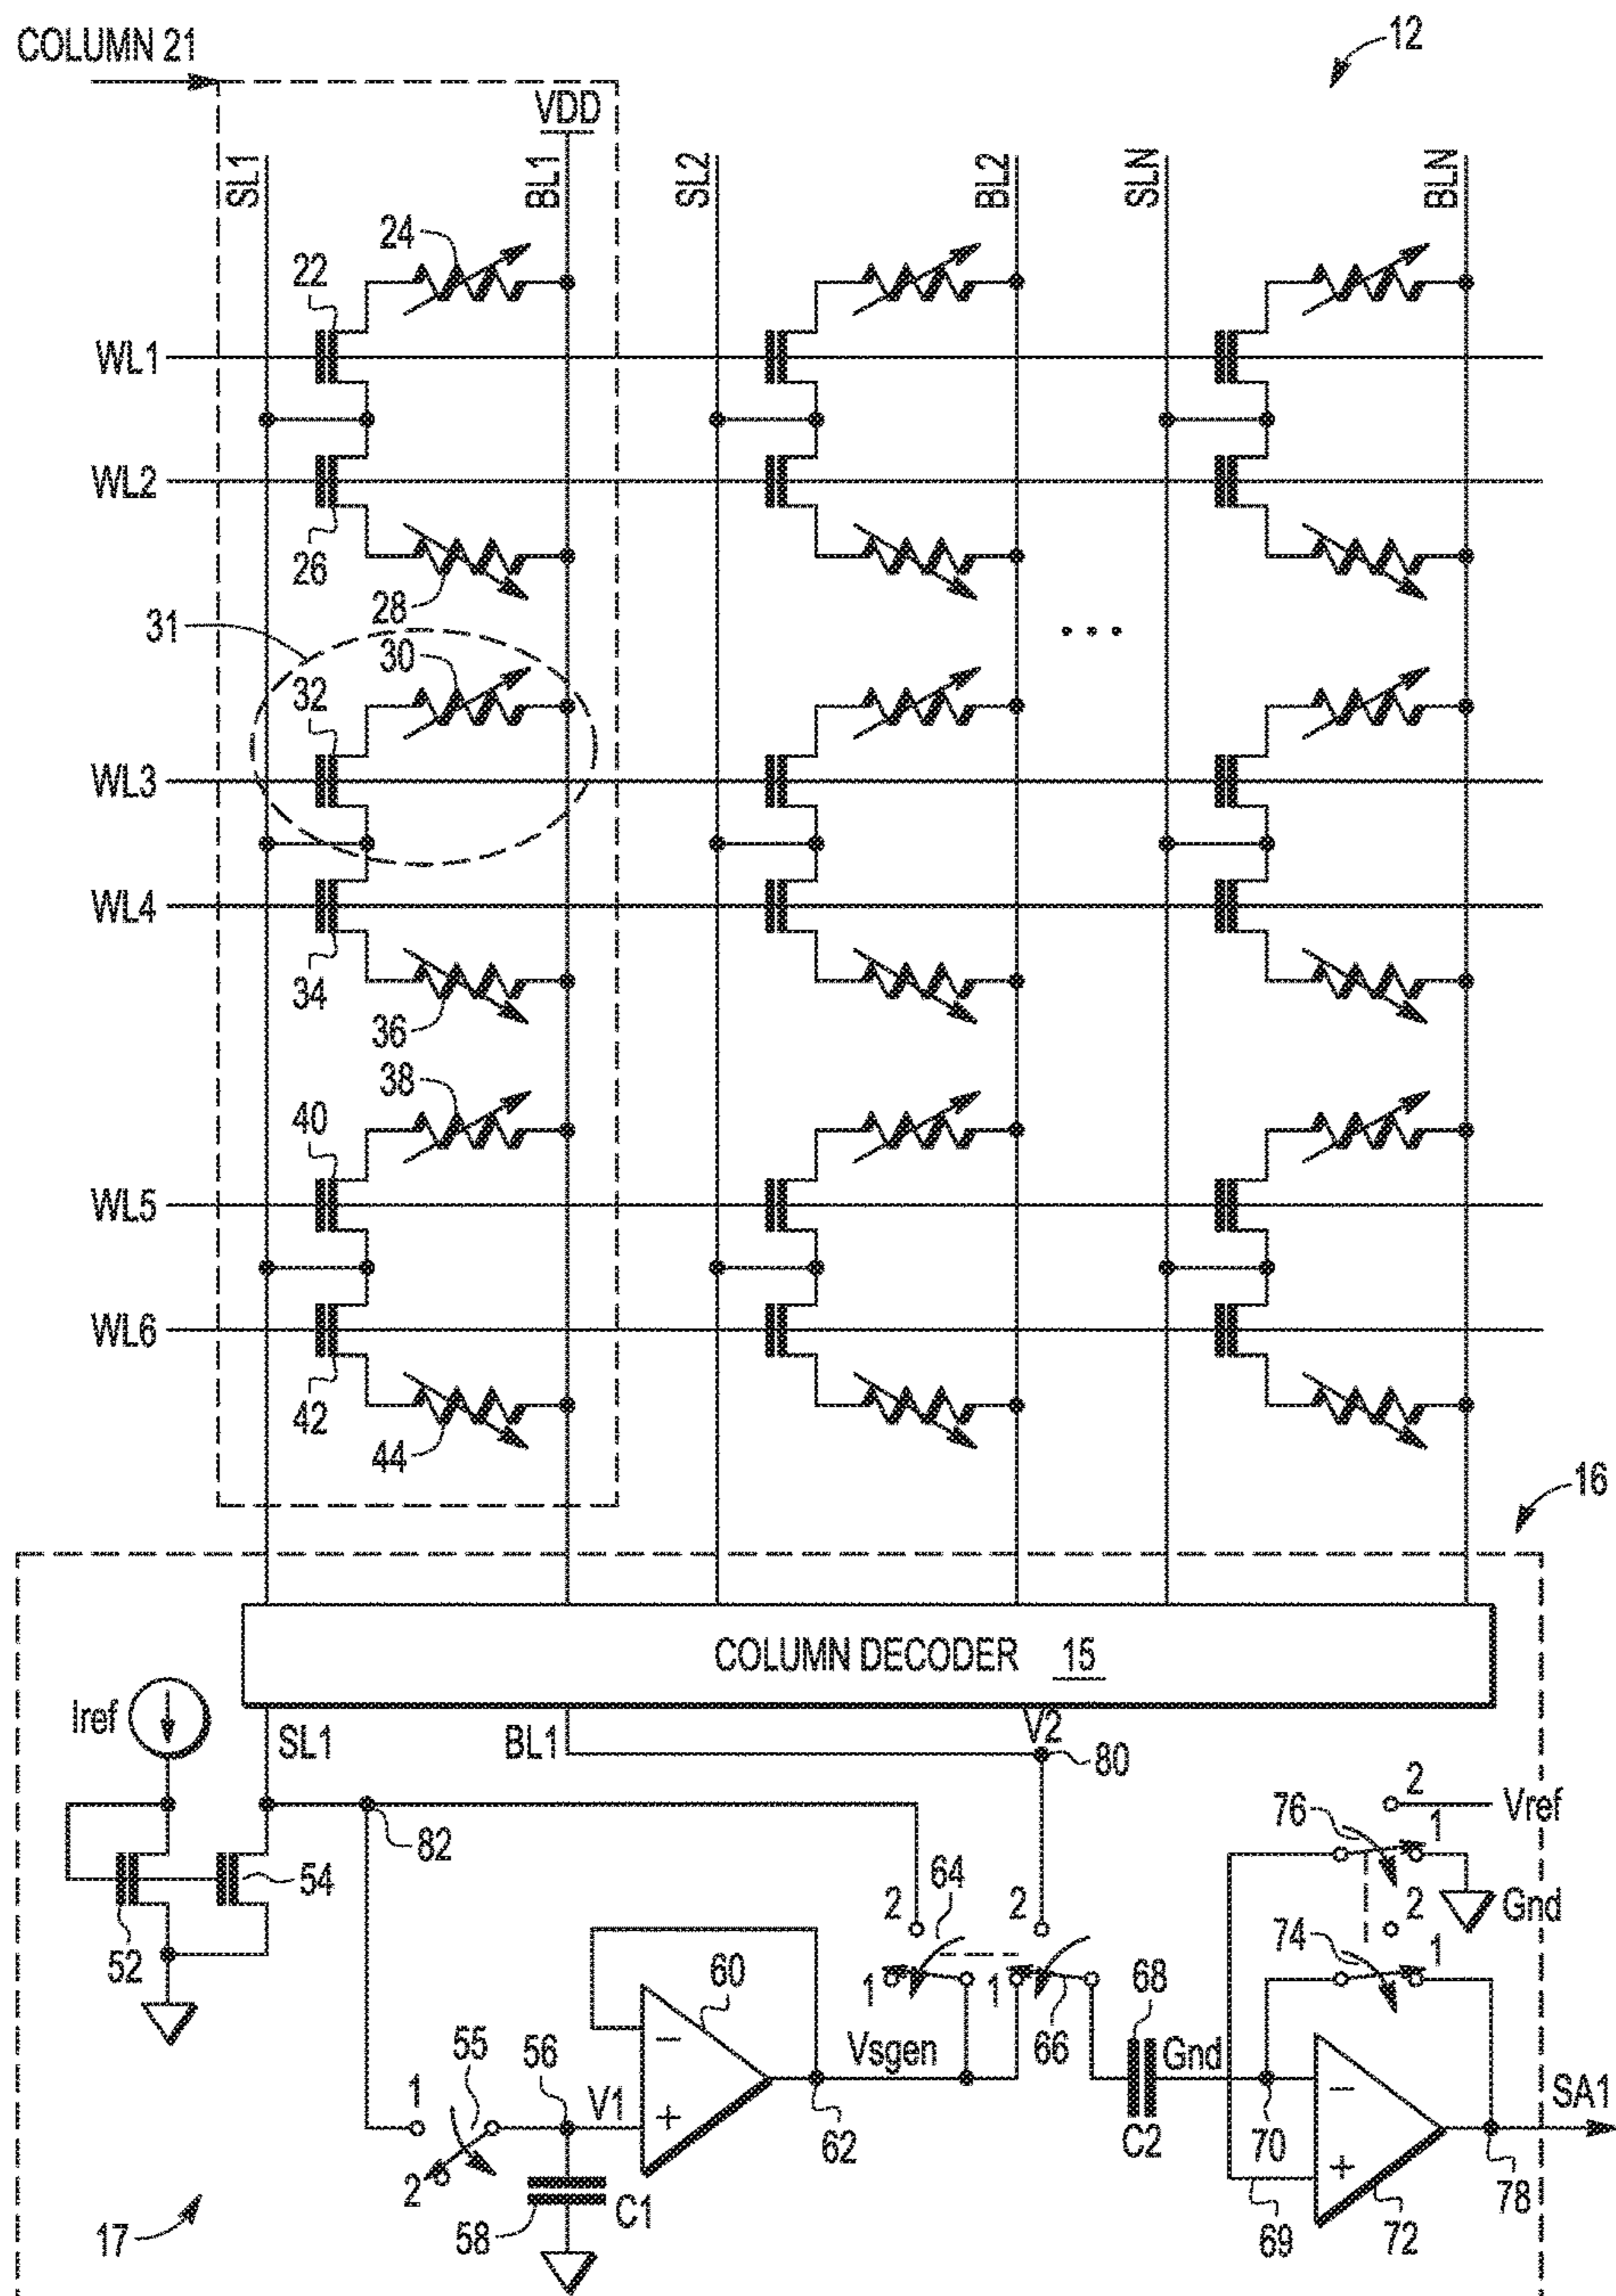 COLUMN 21
12
VDD
SL1
BL1
SL2
BL2
SLN
BLN
24
22
WL1
WL2
26
28
31
30
32
WL3
WL4
34
36
38
40
WL5
WL6
42
44
16
COLUMN DECODER 15
Iref
SL1
BL1
V2
80
82
2
Vref
76
1
54
64
2
2
2
Gnd
52
74
1
60
1
1
68
55
56
Vsgen
66
Gnd
SA1
1
V1
−
+
62
C2
70
−
+
2
C1
78
17
58
69
72